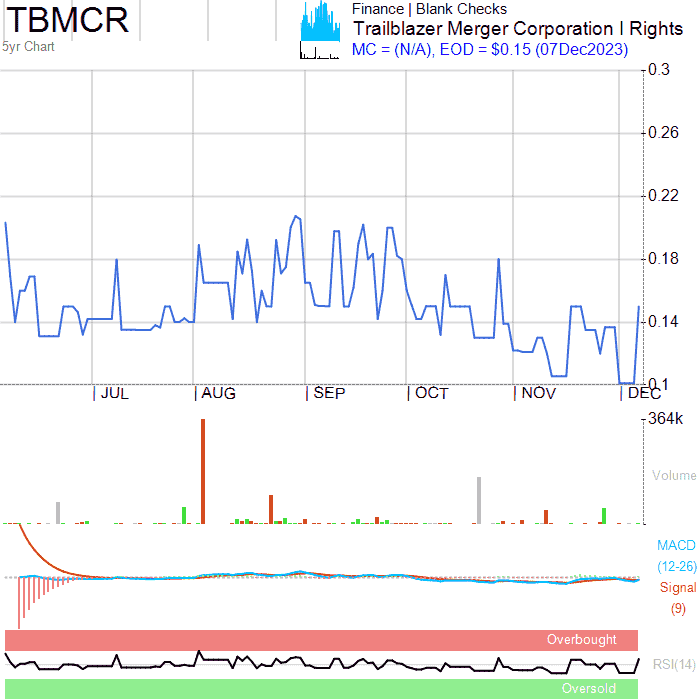 TBMCR
5yr Chart
Finance | Blank Checks
Trailblazer Merger Corporation I Rights
MC = (N/A), EOD = $0.15 (07Dec2023)
0.3
0.26
0.22
0.18
0.14
0.1
JUL
AUG
SEP
OCT
NOV
DEC
364k
Volume
MACD
(12-26)
Signal
(9)
Overbought
RSI(14)
Oversold